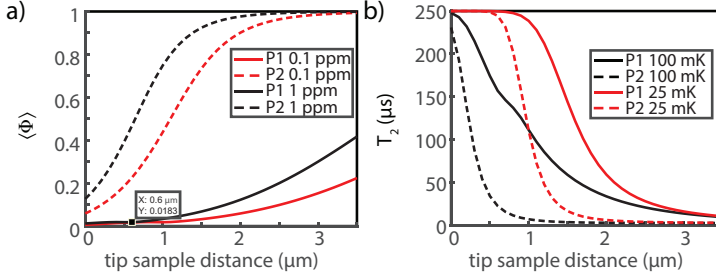 a)
⟨Φ⟩
1
0.8
0.6
0.4
0.2
0
0
1
2
3
tip sample distance (μm)
P1 0.1 ppm
P2 0.1 ppm
P1 1 ppm
P2 1 ppm
X: 0.6 μm
Y: 0.0183
b)
T₂ (μs)
250
200
150
100
50
0
0
1
2
3
tip sample distance (μm)
P1 100 mK
P2 100 mK
P1 25 mK
P2 25 mK